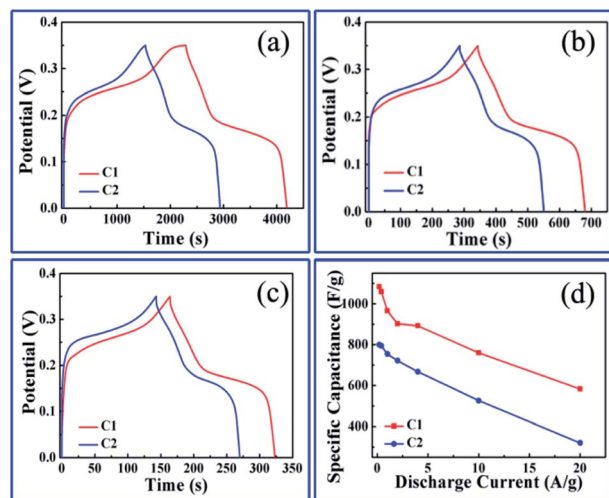 (a)
Potential (V)
0.4
0.3
0.2
0.1
0.0
C1
C2
0 1000 2000 3000 4000
Time (s)
(b)
Potential (V)
0.4
0.3
0.2
0.1
0.0
C1
C2
0 100 200 300 400 500 600 700
Time (s)
(c)
Potential (V)
0.4
0.3
0.2
0.1
0.0
C1
C2
0 50 100 150 200 250 300 350
Time (s)
(d)
Specific Capacitance (F/g)
1000
800
600
400
C1
C2
0 5 10 15 20
Discharge Current (A/g)